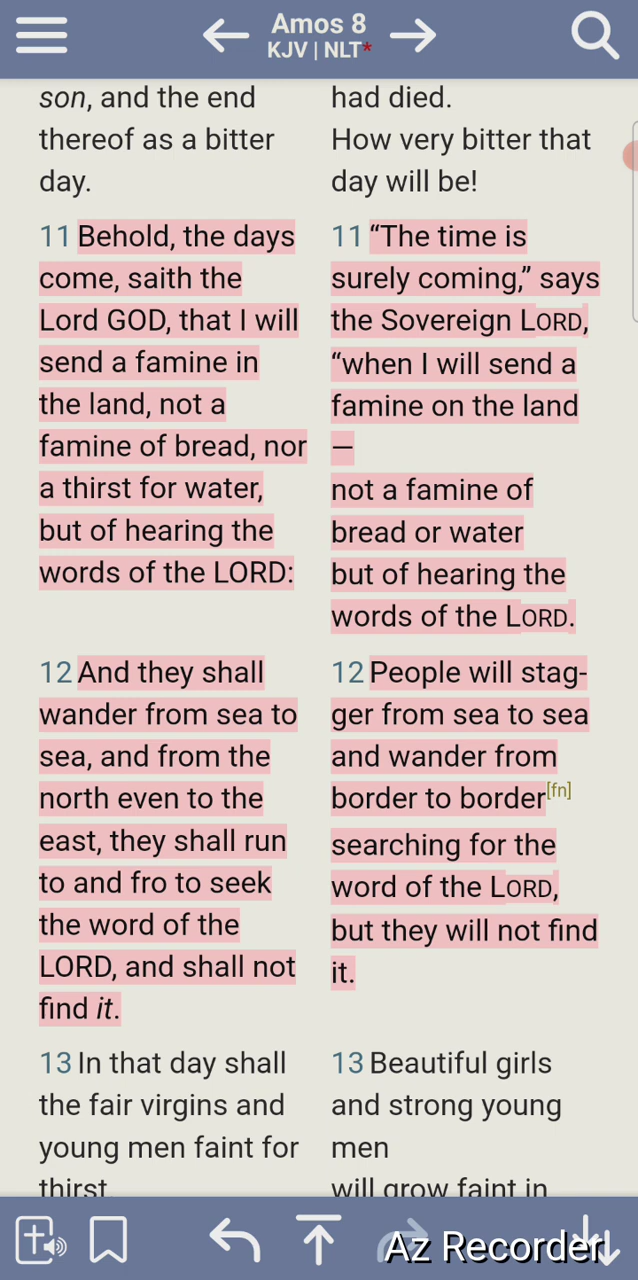 Amos 8
KJV | NLT*
son, and the end
thereof as a bitter
day.
11 Behold, the days
come, saith the
Lord GOD, that I will
send a famine in
the land, not a
famine of bread, nor
a thirst for water,
but of hearing the
words of the LORD:
12 And they shall
wander from sea to
sea, and from the
north even to the
east, they shall run
to and fro to seek
the word of the
LORD, and shall not
find it.
13 In that day shall
the fair virgins and
young men faint for
thirst
had died.
How very bitter that
day will be!
11 “The time is
surely coming,” says
the Sovereign LORD,
“when I will send a
famine on the land
—
not a famine of
bread or water
but of hearing the
words of the LORD.
12 People will stag-
ger from sea to sea
and wander from
border to border[fn]
searching for the
word of the LORD,
but they will not find
it.
13 Beautiful girls
and strong young
men
will grow faint in
Az Recorder